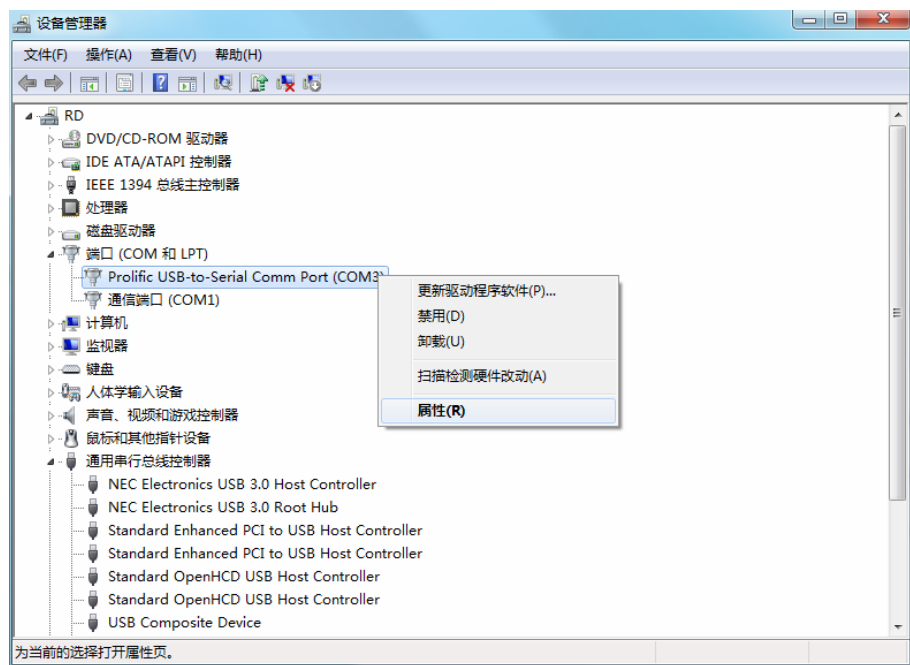 设备管理器
文件(F) 操作(A) 查看(V) 帮助(H)
RD
DVD/CD-ROM 驱动器
IDE ATA/ATAPI 控制器
IEEE 1394 总线主控制器
处理器
磁盘驱动器
端口 (COM 和 LPT)
Prolific USB-to-Serial Comm Port (COM3)
通信端口 (COM1)
计算机
监视器
键盘
人体学输入设备
声音、视频和游戏控制器
鼠标和其他指针设备
通用串行总线控制器
NEC Electronics USB 3.0 Host Controller
NEC Electronics USB 3.0 Root Hub
Standard Enhanced PCI to USB Host Controller
Standard Enhanced PCI to USB Host Controller
Standard OpenHCD USB Host Controller
Standard OpenHCD USB Host Controller
USB Composite Device
更新驱动程序软件(P)...
禁用(D)
卸载(U)
扫描检测硬件改动(A)
属性(R)
为当前的选择打开属性页。